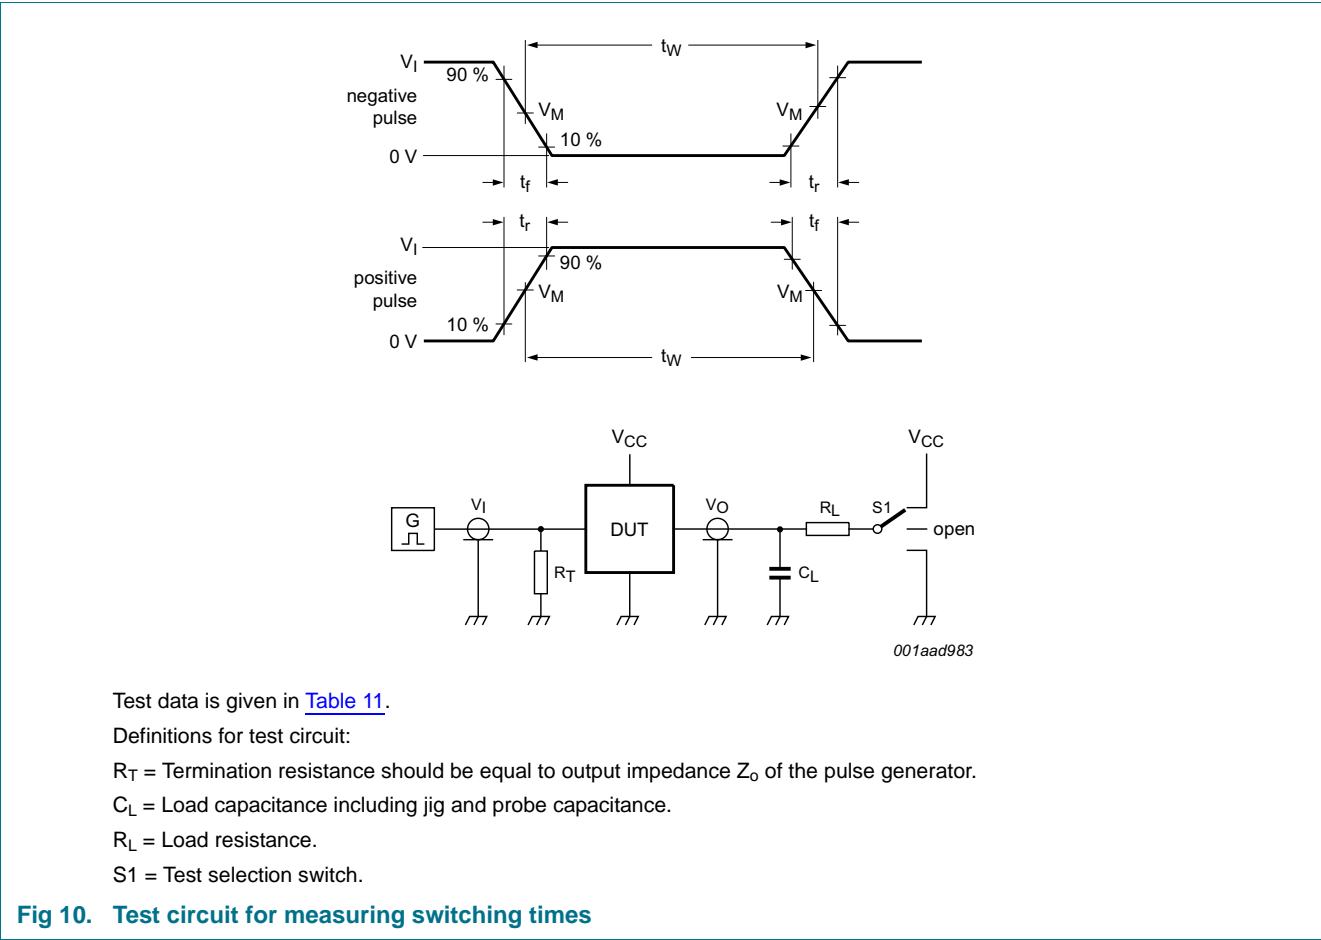 tW
VI
90 %
negative
pulse
VM
VM
10 %
0 V
tf
tr
tr
tf
VI
90 %
positive
pulse
VM
VM
10 %
0 V
tW
VCC
VCC
VI
VO
RL
S1
G
DUT
open
RT
CL
001aad983
Test data is given in Table 11.
Definitions for test circuit:
RT = Termination resistance should be equal to output impedance Zo of the pulse generator.
CL = Load capacitance including jig and probe capacitance.
RL = Load resistance.
S1 = Test selection switch.
Fig 10. Test circuit for measuring switching times